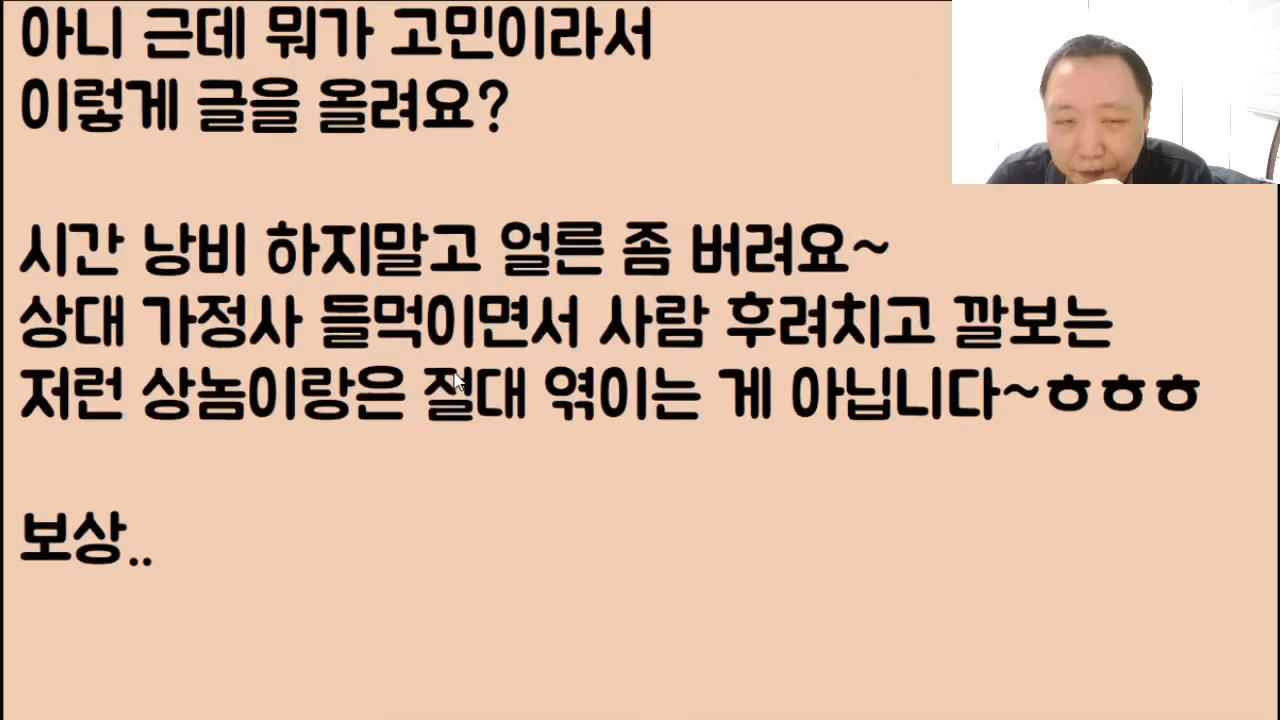 아니 근데 뭐가 고민이라서
이렇게 글을 올려요?
시간 낭비 하지말고 얼른 좀 버려요~
상대 가정사 들먹이면서 사람 후려치고 깔보는
저런 상놈이랑은 절대 엮이는 게 아닙니다~ㅎㅎㅎ
보상..